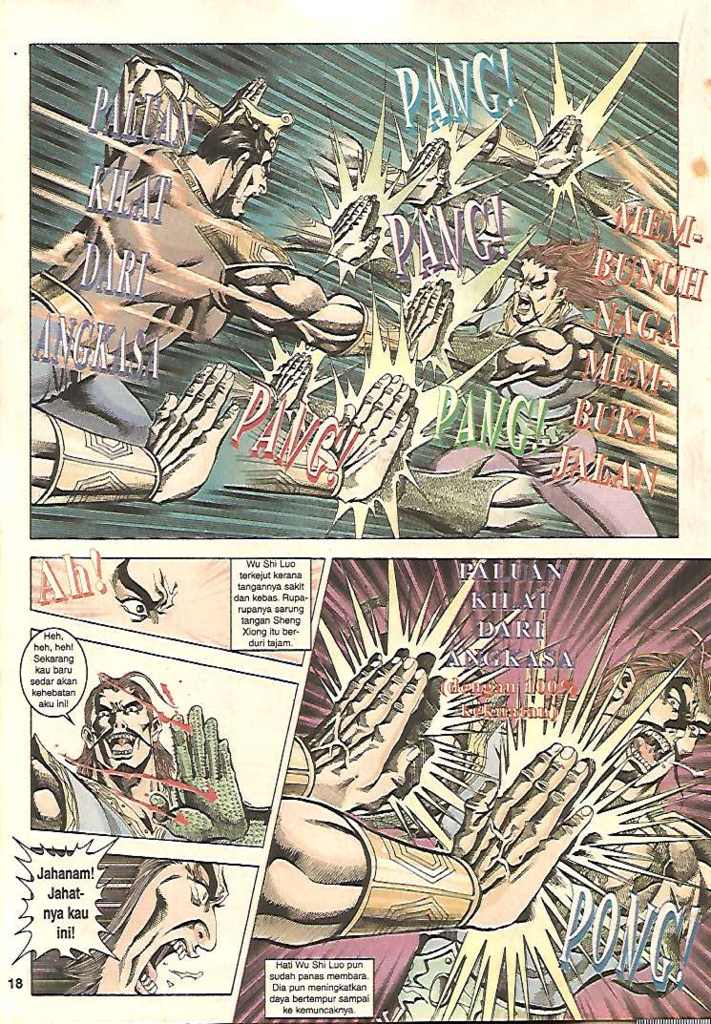 PALUAN
KILAT
DARI
ANGKASA
PANG!
PANG!
PANG!
PANG!
MEM-
BUNUH
NAGA
MEM-
BUKA
JALAN
Ah!
Wu Shi Luo
terkejut kerana
tangannya sakit
dan kebas. Rupa-
rupanya sarung
tangan Sheng
Xiong itu ber-
duri tajam.
Heh,
heh, heh!
Sekarang
kau baru
sedar akan
kehebatan
aku ini!
Jahanam!
Jahat-
nya kau
ini!
PALUAN
KILAT
DARI
ANGKASA
(dengan 100%
kekuatan)
PONG!
Hati Wu Shi Luo pun
sudah panas membara.
Dia pun meningkatkan
daya bertempur sampai
ke kemuncaknya.
18